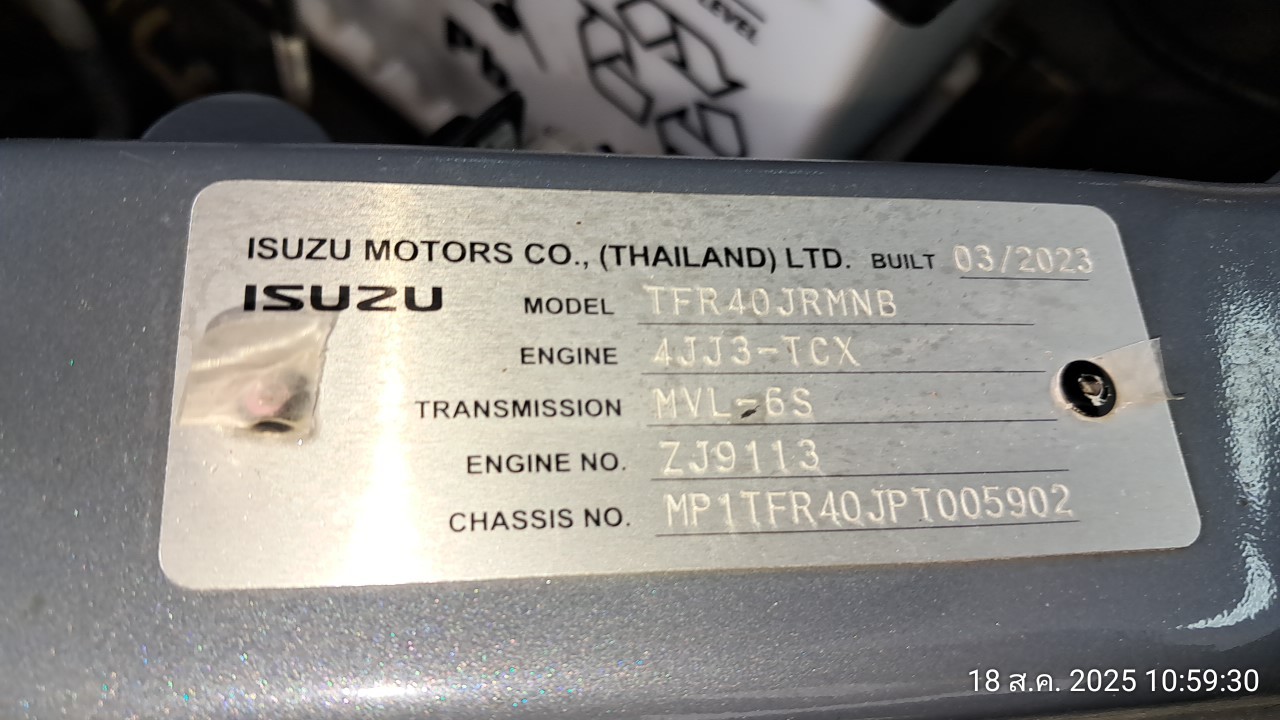 LEVEL
ISUZU MOTORS CO., (THAILAND) LTD. BUILT 03/2023
ISUZU MODEL TFR40JRMNB
ENGINE 4JJ3-TCX
TRANSMISSION MVL-6S
ENGINE NO. ZJ9113
CHASSIS NO. MP1TFR40JPT005902
18 ส.ค. 2025 10:59:30